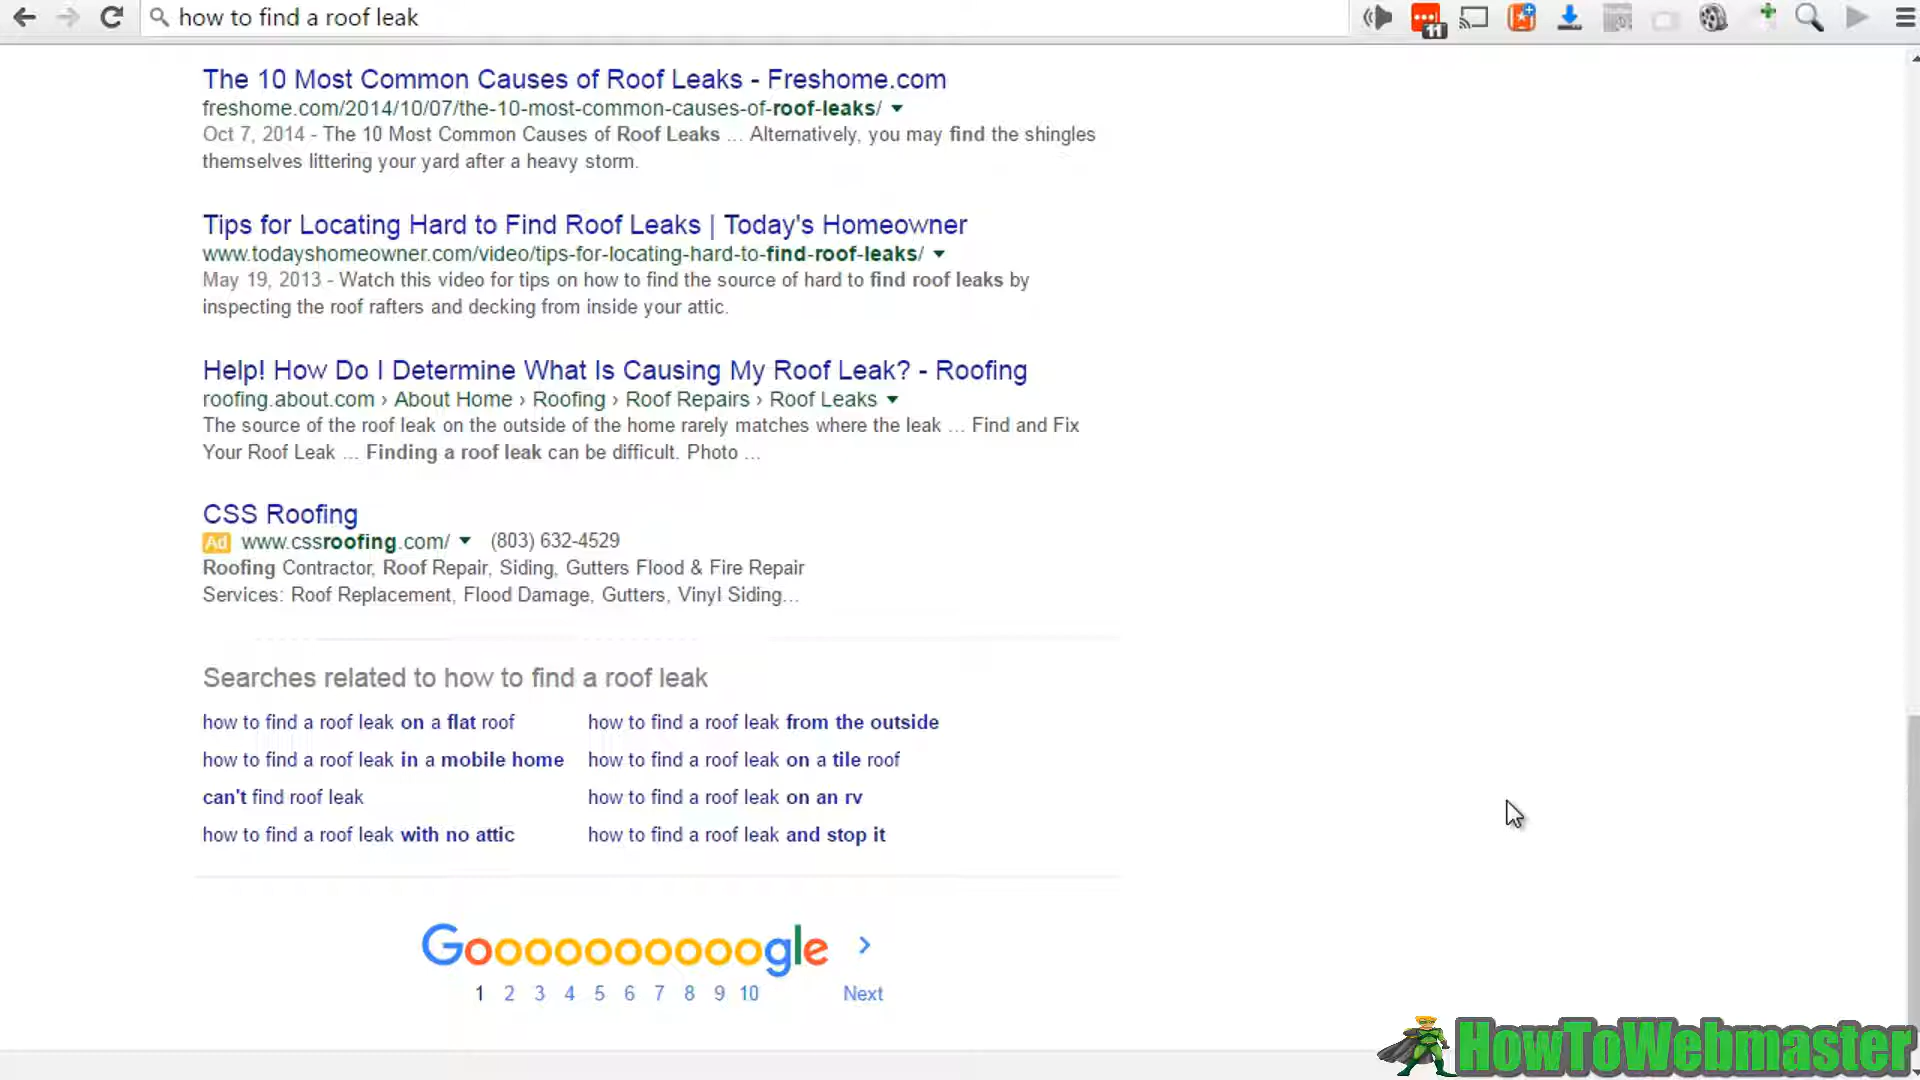 how to find a roof leak
11
The 10 Most Common Causes of Roof Leaks - Freshome.com
freshome.com/2014/10/07/the-10-most-common-causes-of-roof-leaks/
Oct 7, 2014 - The 10 Most Common Causes of Roof Leaks ... Alternatively, you may find the shingles
themselves littering your yard after a heavy storm.
Tips for Locating Hard to Find Roof Leaks | Today's Homeowner
www.todayshomeowner.com/video/tips-for-locating-hard-to-find-roof-leaks/
May 19, 2013 - Watch this video for tips on how to find the source of hard to find roof leaks by
inspecting the roof rafters and decking from inside your attic.
Help! How Do I Determine What Is Causing My Roof Leak? - Roofing
roofing.about.com › About Home › Roofing › Roof Repairs › Roof Leaks
The source of the roof leak on the outside of the home rarely matches where the leak ... Find and Fix
Your Roof Leak ... Finding a roof leak can be difficult. Photo ...
CSS Roofing
Ad www.cssroofing.com/ (803) 632-4529
Roofing Contractor, Roof Repair, Siding, Gutters Flood & Fire Repair
Services: Roof Replacement, Flood Damage, Gutters, Vinyl Siding...
Searches related to how to find a roof leak
how to find a roof leak on a flat roof how to find a roof leak from the outside
how to find a roof leak in a mobile home how to find a roof leak on a tile roof
can't find roof leak how to find a roof leak on an rv
how to find a roof leak with no attic how to find a roof leak and stop it
Goooooooooogle
1 2 3 4 5 6 7 8 9 10 Next
HowToWebmaster